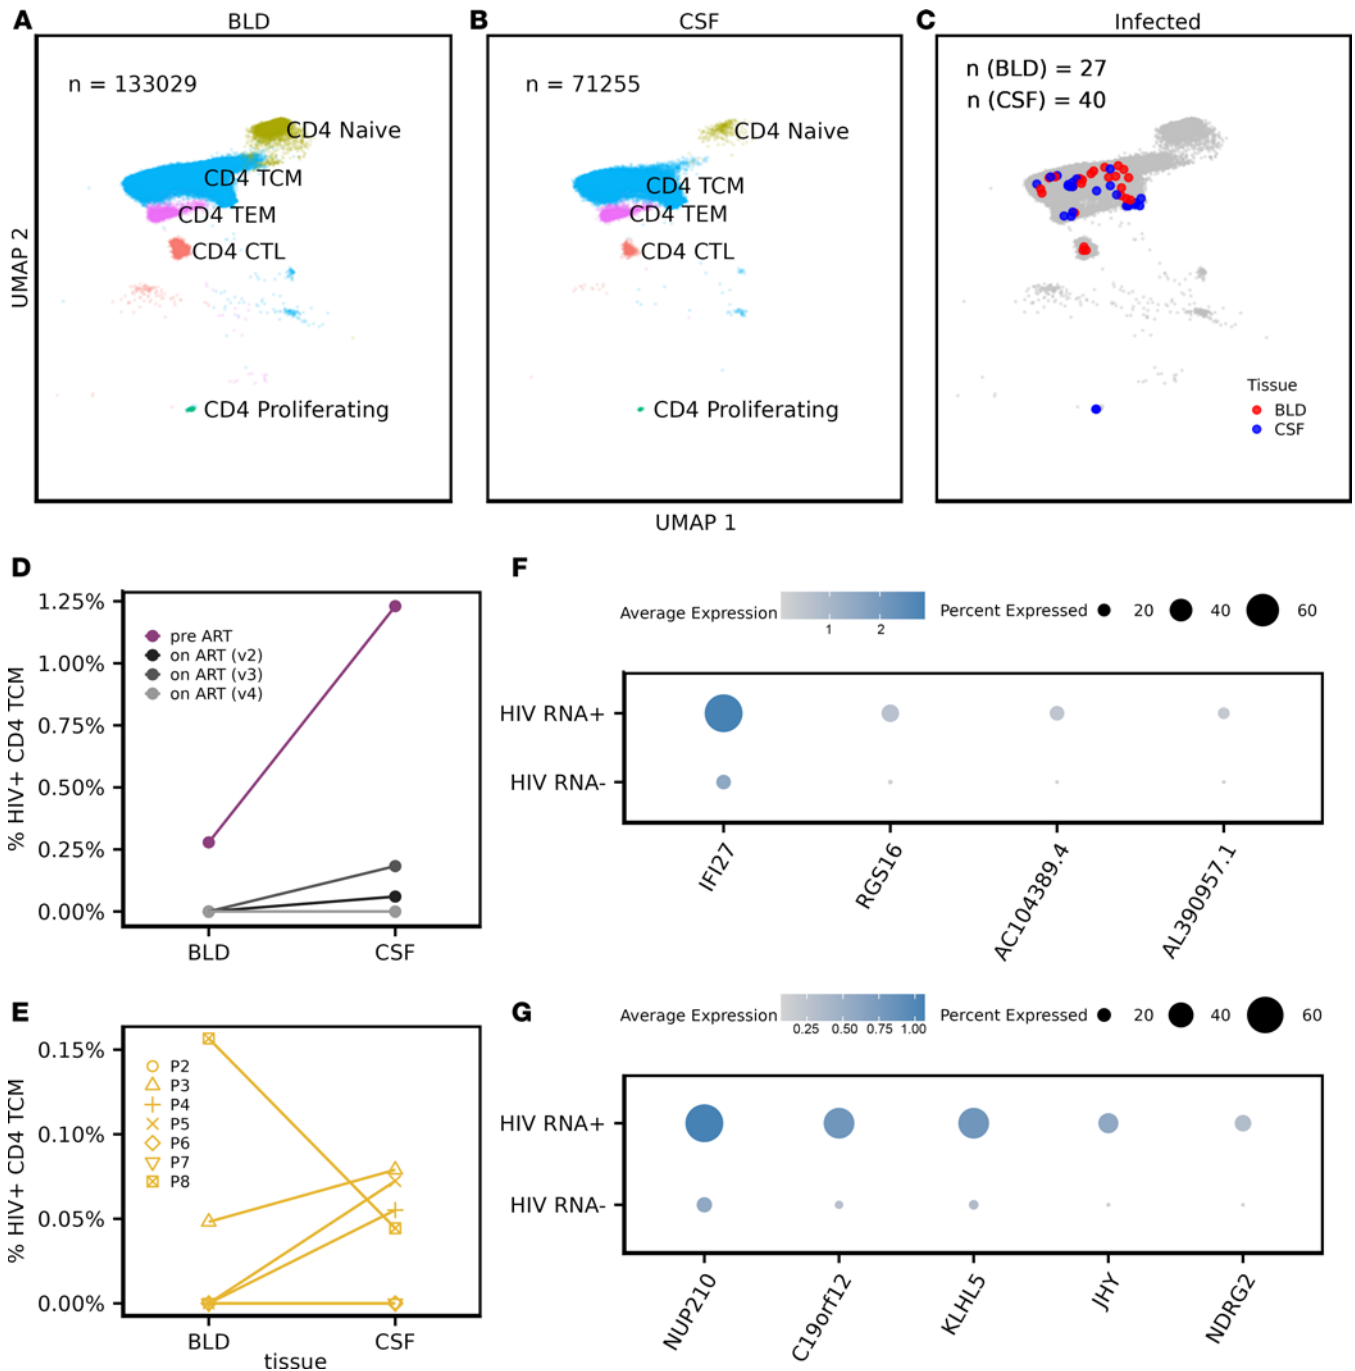 A
BLD
B
CSF
C
Infected
n = 133029
n = 71255
n (BLD) = 27
n (CSF) = 40
CD4 Naive
CD4 TCM
CD4 TEM
CD4 CTL
CD4 Proliferating
CD4 Naive
CD4 TCM
CD4 TEM
CD4 CTL
CD4 Proliferating
Tissue
BLD
CSF
UMAP 2
UMAP 1
D
% HIV+ CD4 TCM
1.25%
1.00%
0.75%
0.50%
0.25%
0.00%
pre ART
on ART (v2)
on ART (v3)
on ART (v4)
BLD
CSF
F
Average Expression
1
2
Percent Expressed
20
40
60
HIV RNA+
HIV RNA-
IFI27
RGS16
AC104389.4
AL390957.1
E
% HIV+ CD4 TCM
0.15%
0.10%
0.05%
0.00%
P2
P3
P4
P5
P6
P7
P8
BLD
CSF
tissue
G
Average Expression
0.25
0.50
0.75
1.00
Percent Expressed
20
40
60
HIV RNA+
HIV RNA-
NUP210
C19orf12
KLHL5
JHY
NDRG2